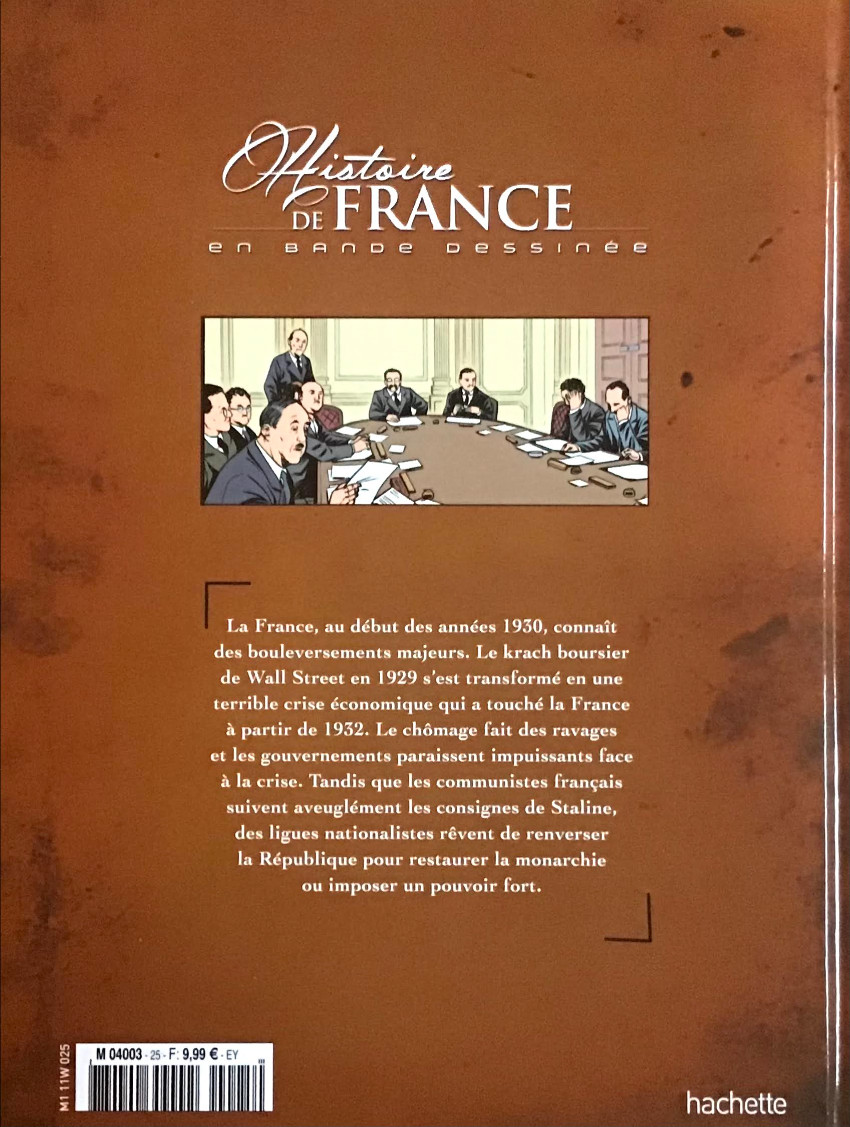 Histoire
DE FRANCE
en bande dessinée
La France, au début des années 1930, connaît
des bouleversements majeurs. Le krach boursier
de Wall Street en 1929 s'est transformé en une
terrible crise économique qui a touché la France
à partir de 1932. Le chômage fait des ravages
et les gouvernements paraissent impuissants face
à la crise. Tandis que les communistes français
suivent aveuglément les consignes de Staline,
des ligues nationalistes rêvent de renverser
la République pour restaurer la monarchie
ou imposer un pouvoir fort.
M1 11W 025
M 04003 - 25 - F: 9,99 € - EY
hachette